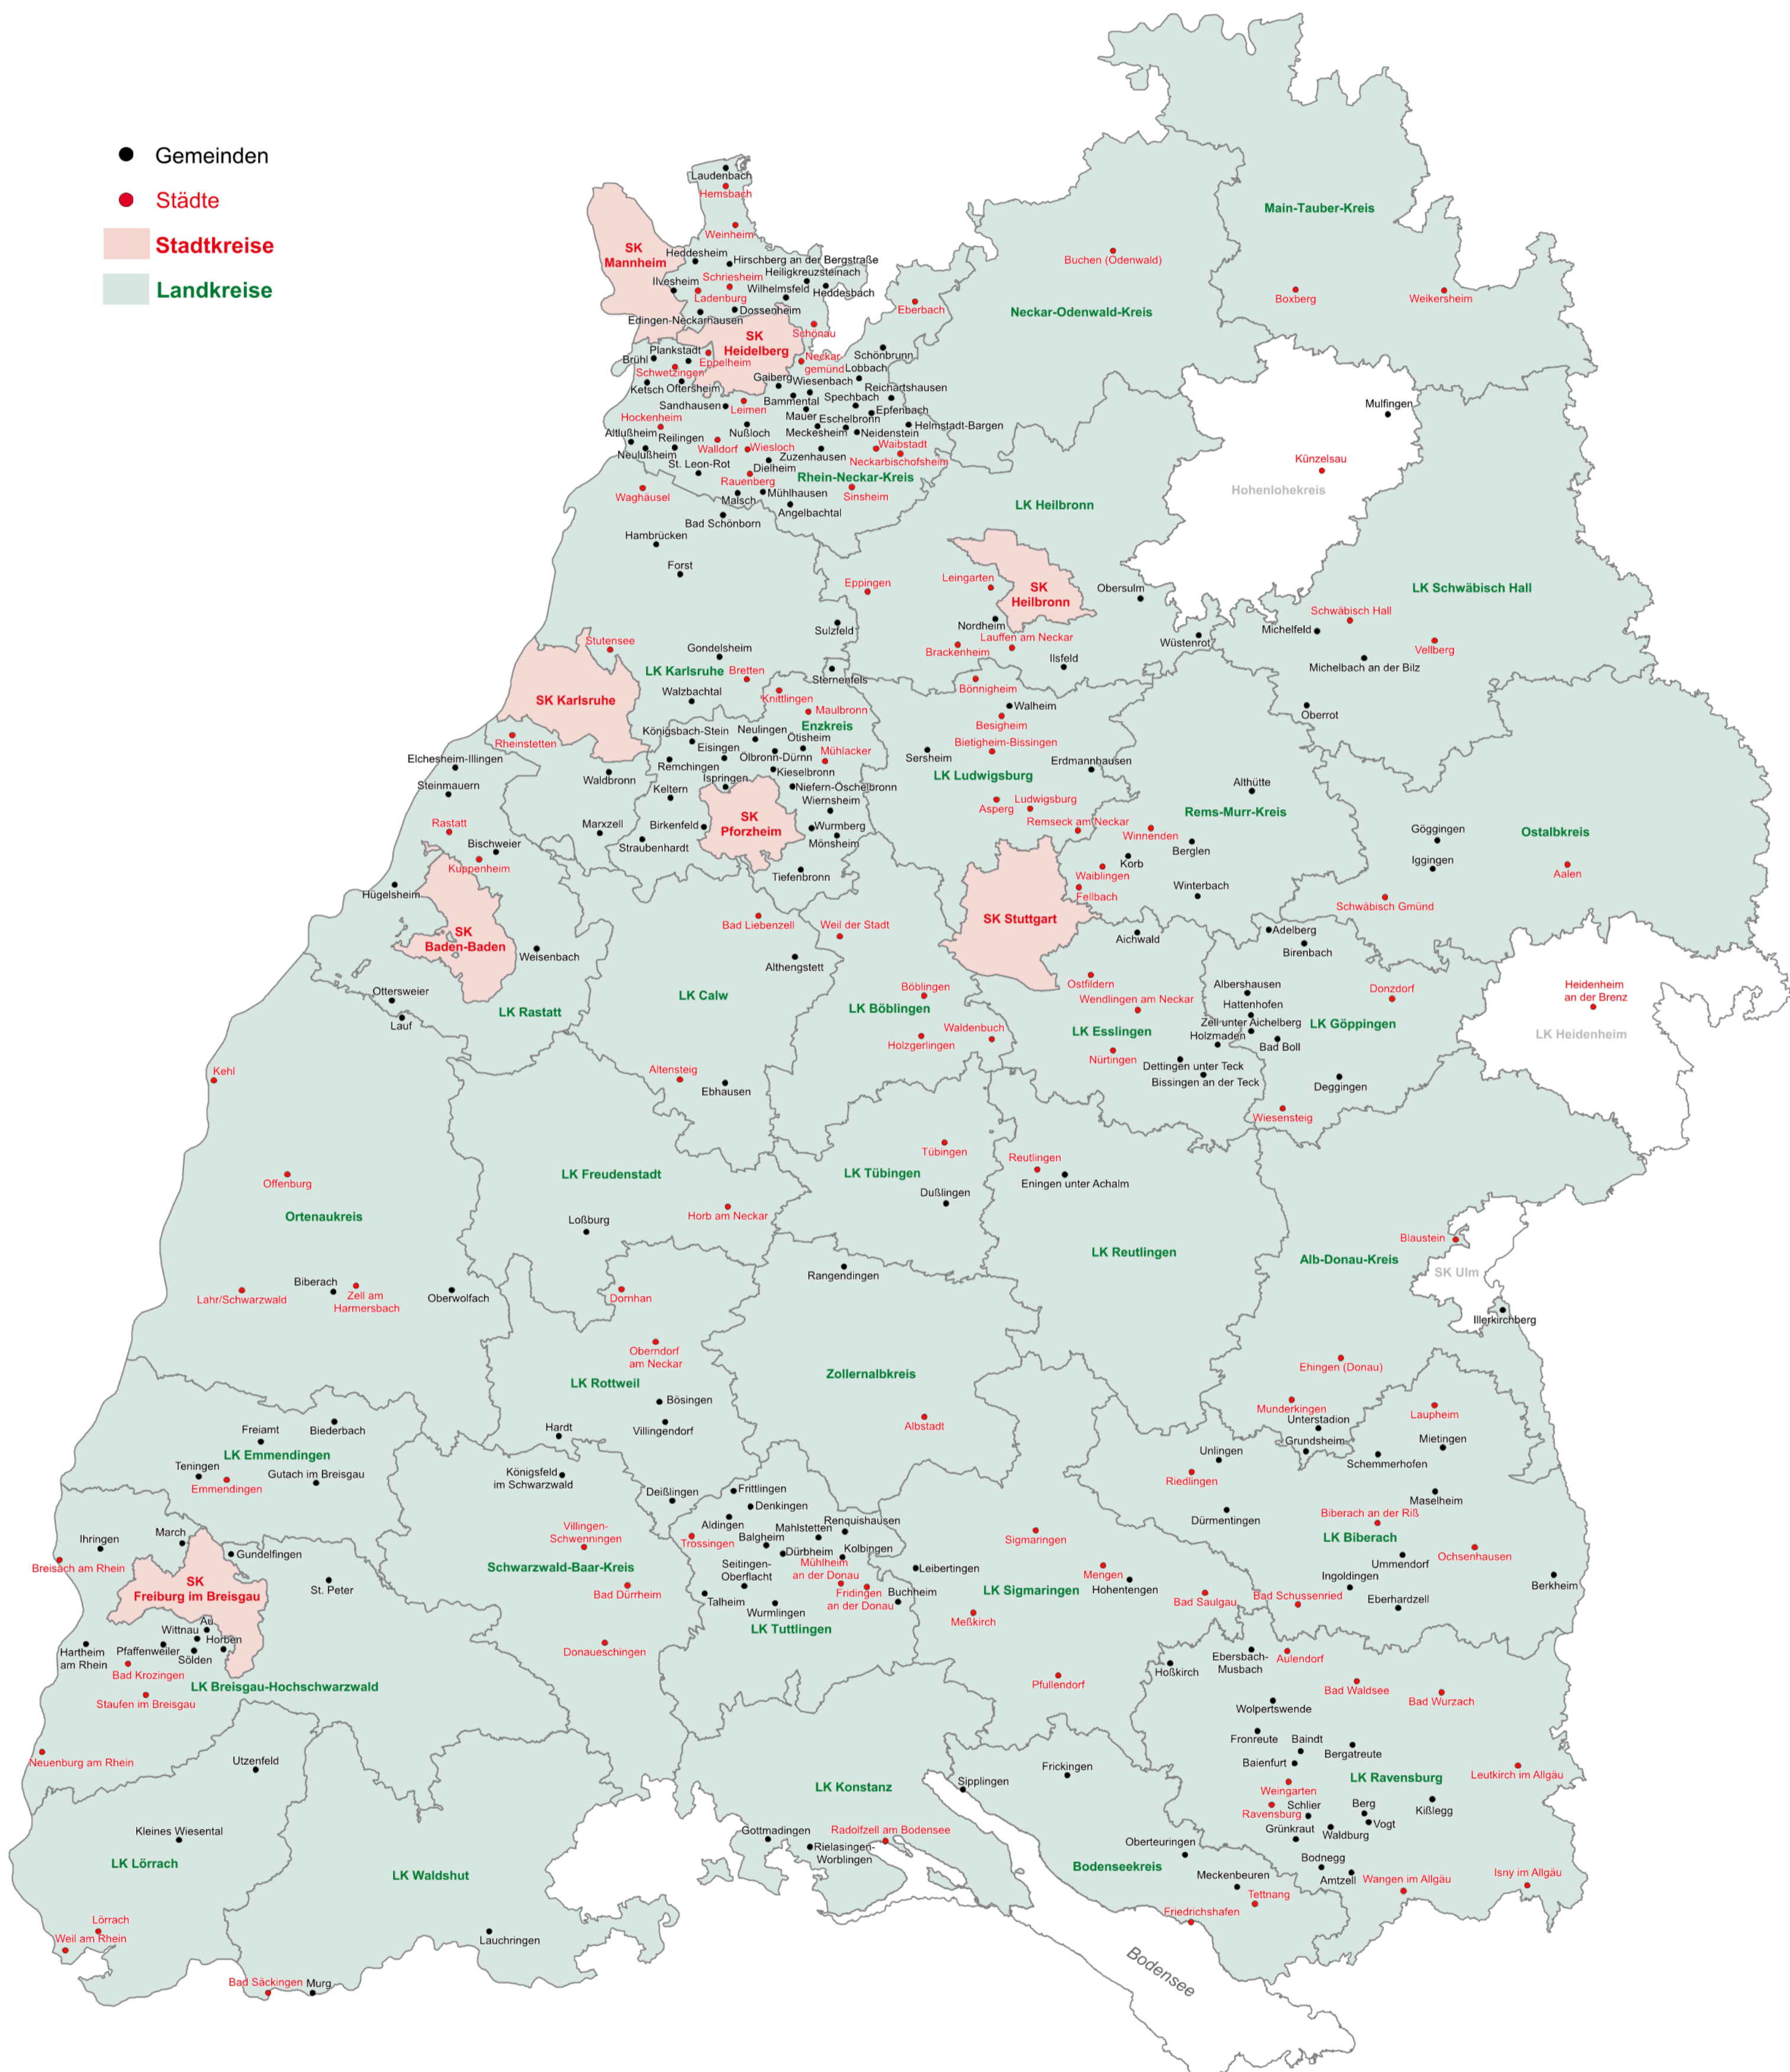 Gemeinden
Städte
Stadtkreise
Landkreise
Laudenbach
Hemsbach
Weinheim
Main-Tauber-Kreis
SK
Mannheim
Heddesheim
Hirschberg an der Bergstraße
Buchen (Odenwald)
Heiligkreuzsteinach
Schriesheim
Ilvesheim
Wilhelmsfeld
Heddesbach
Ladenburg
Boxberg
Weikersheim
Dossenheim
Eberbach
Neckar-Odenwald-Kreis
Edingen-Neckarhausen
Schönau
SK
Heidelberg
Plankstadt
Brühl
Eppelheim
Neckar-
gemünd
Schönbrunn
Schwetzingen
Lobbach
Gaiberg
Wiesenbach
Ketsch
Oftersheim
Reichartshausen
Bammental
Spechbach
Sandhausen
Leimen
Mauer
Epfenbach
Mulfingen
Hockenheim
Eschelbronn
Helmstadt-Bargen
Altlußheim
Reilingen
Nußloch
Meckesheim
Neidenstein
Neulußheim
Walldorf
Wiesloch
Zuzenhausen
Waibstadt
St. Leon-Rot
Dielheim
Neckarbischofsheim
Künzelsau
Rauenberg
Rhein-Neckar-Kreis
Hohenlohekreis
Waghäusel
Malsch
Mühlhausen
Sinsheim
Angelbachtal
LK Heilbronn
Bad Schönborn
Hambrücken
Forst
Eppingen
Leingarten
SK
Heilbronn
Obersulm
LK Schwäbisch Hall
Schwäbisch Hall
Sulzfeld
Nordheim
Michelfeld
Stutensee
Lauffen am Neckar
Wüstenrot
Vellberg
Gondelsheim
Brackenheim
Ilsfeld
Michelbach an der Bilz
LK Karlsruhe
Bretten
Sternenfels
Bönnigheim
Walzbachtal
Knittlingen
SK Karlsruhe
Maulbronn
Walheim
Oberrot
Enzkreis
Besigheim
Königsbach-Stein
Neulingen
Ötisheim
Rheinstetten
Eisingen
Mühlacker
Bietigheim-Bissingen
Elchesheim-Illingen
Ölbronn-Dürrn
Sersheim
Erdmannhausen
Remchingen
Kieselbronn
LK Ludwigsburg
Waldbronn
Ispringen
Niefern-Öschelbronn
Althütte
Steinmauern
Keltern
Wiernsheim
Asperg
Ludwigsburg
Rems-Murr-Kreis
Rastatt
Marxzell
Birkenfeld
SK
Pforzheim
Wurmberg
Remseck am Neckar
Winnenden
Göggingen
Ostalbkreis
Bischweier
Straubenhardt
Mönsheim
Berglen
Iggingen
Kuppenheim
Tiefenbronn
Korb
Waiblingen
Aalen
Hügelsheim
Fellbach
Winterbach
Schwäbisch Gmünd
Bad Liebenzell
Weil der Stadt
SK Stuttgart
SK
Baden-Baden
Aichwald
Adelberg
Weisenbach
Birenbach
Althengstett
Ottersweier
LK Calw
Böblingen
Ostfildern
Albershausen
Donzdorf
Heidenheim
an der Brenz
Lauf
LK Rastatt
LK Böblingen
Wendlingen am Neckar
Hattenhofen
LK Esslingen
Zell unter Aichelberg
LK Göppingen
LK Heidenheim
Holzgerlingen
Waldenbuch
Holzmaden
Bad Boll
Nürtingen
Kehl
Altensteig
Dettingen unter Teck
Ebhausen
Bissingen an der Teck
Deggingen
Wiesensteig
Tübingen
Reutlingen
Offenburg
LK Freudenstadt
LK Tübingen
Eningen unter Achalm
Dußlingen
Ortenaukreis
Loßburg
Horb am Neckar
Blaustein
LK Reutlingen
Alb-Donau-Kreis
SK Ulm
Rangendingen
Biberach
Lahr/Schwarzwald
Zell am
Harmersbach
Oberwolfach
Dornhan
Illerkirchberg
Oberndorf
am Neckar
Ehingen (Donau)
LK Rottweil
Zollernalbkreis
Bösingen
Munderkingen
Laupheim
Albstadt
Unterstadion
Freiamt
Biederbach
Hardt
Villingendorf
Mietingen
Grundsheim
LK Emmendingen
Unlingen
Schemmerhofen
Teningen
Gutach im Breisgau
Königsfeld
im Schwarzwald
Riedlingen
Emmendingen
Deißlingen
Frittlingen
Maselheim
Denkingen
Dürmentingen
Biberach an der Riß
Ihringen
March
Villingen-
Schwenningen
Aldingen
Mahlstetten
Renquishausen
Sigmaringen
LK Biberach
Trossingen
Balgheim
Gundelfingen
Dürbheim
Kolbingen
Ochsenhausen
Breisach am Rhein
Schwarzwald-Baar-Kreis
Seitingen-
Oberflacht
Mühlheim
an der Donau
Leibertingen
Mengen
Ummendorf
SK
Freiburg im Breisgau
St. Peter
LK Sigmaringen
Hohentengen
Ingoldingen
Berkheim
Bad Dürrheim
Fridingen
an der Donau
Buchheim
Bad Saulgau
Bad Schussenried
Eberhardzell
Talheim
Wurmlingen
Meßkirch
Au
Wittnau
Horben
LK Tuttlingen
Hartheim
am Rhein
Pfaffenweiler
Sölden
Donaueschingen
Ebersbach-
Musbach
Aulendorf
Bad Krozingen
Hoßkirch
LK Breisgau-Hochschwarzwald
Pfullendorf
Bad Waldsee
Staufen im Breisgau
Bad Wurzach
Wolpertswende
Fronreute
Baindt
Bergatreute
Neuenburg am Rhein
Utzenfeld
Frickingen
Baienfurt
Sipplingen
LK Konstanz
LK Ravensburg
Leutkirch im Allgäu
Weingarten
Kleines Wiesental
Ravensburg
Schlier
Berg
Kißlegg
Gottmadingen
Radolfzell am Bodensee
Grünkraut
Waldburg
Vogt
Rielasingen-
Worblingen
Oberteuringen
LK Lörrach
LK Waldshut
Bodenseekreis
Bodnegg
Meckenbeuren
Amtzell
Wangen im Allgäu
Isny im Allgäu
Tettnang
Lörrach
Friedrichshafen
Weil am Rhein
Lauchringen
Bodensee
Bad Säckingen
Murg